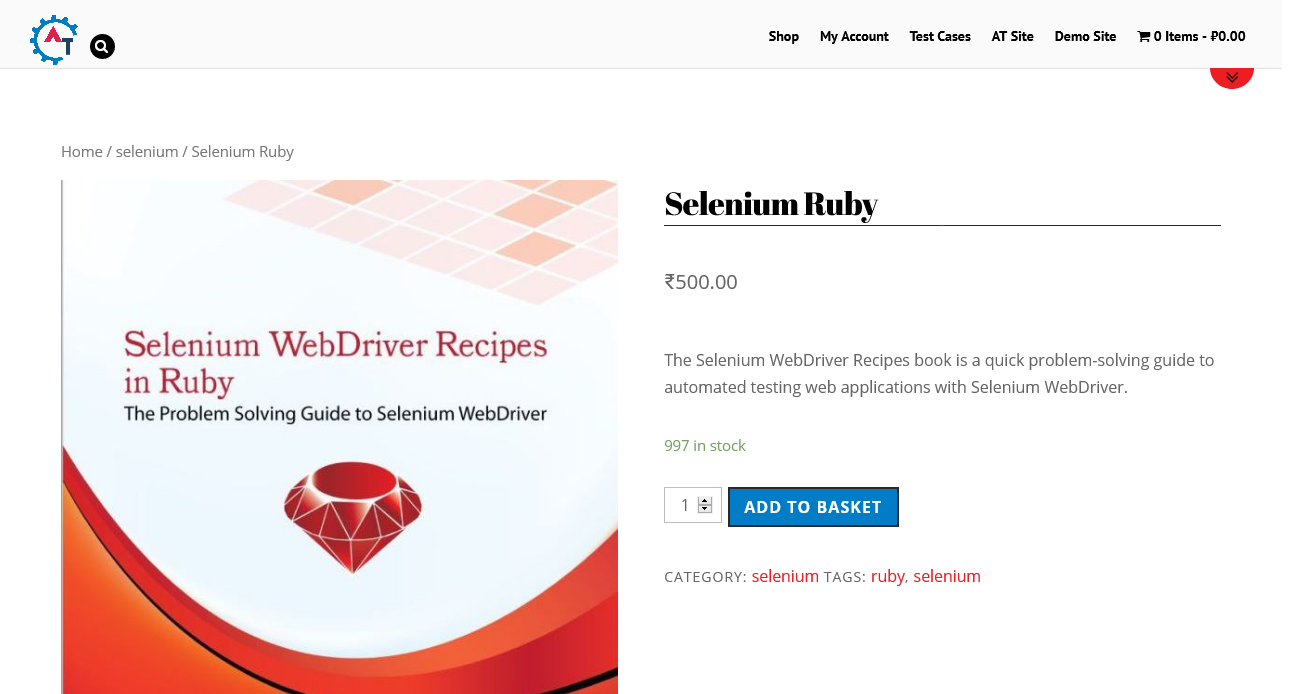 AT
Shop My Account Test Cases AT Site Demo Site 0 Items - ₽0.00
Home / selenium / Selenium Ruby
Selenium WebDriver Recipes
in Ruby
The Problem Solving Guide to Selenium WebDriver
Selenium Ruby
₹500.00
The Selenium WebDriver Recipes book is a quick problem-solving guide to
automated testing web applications with Selenium WebDriver.
997 in stock
1 ADD TO BASKET
CATEGORY: selenium TAGS: ruby, selenium